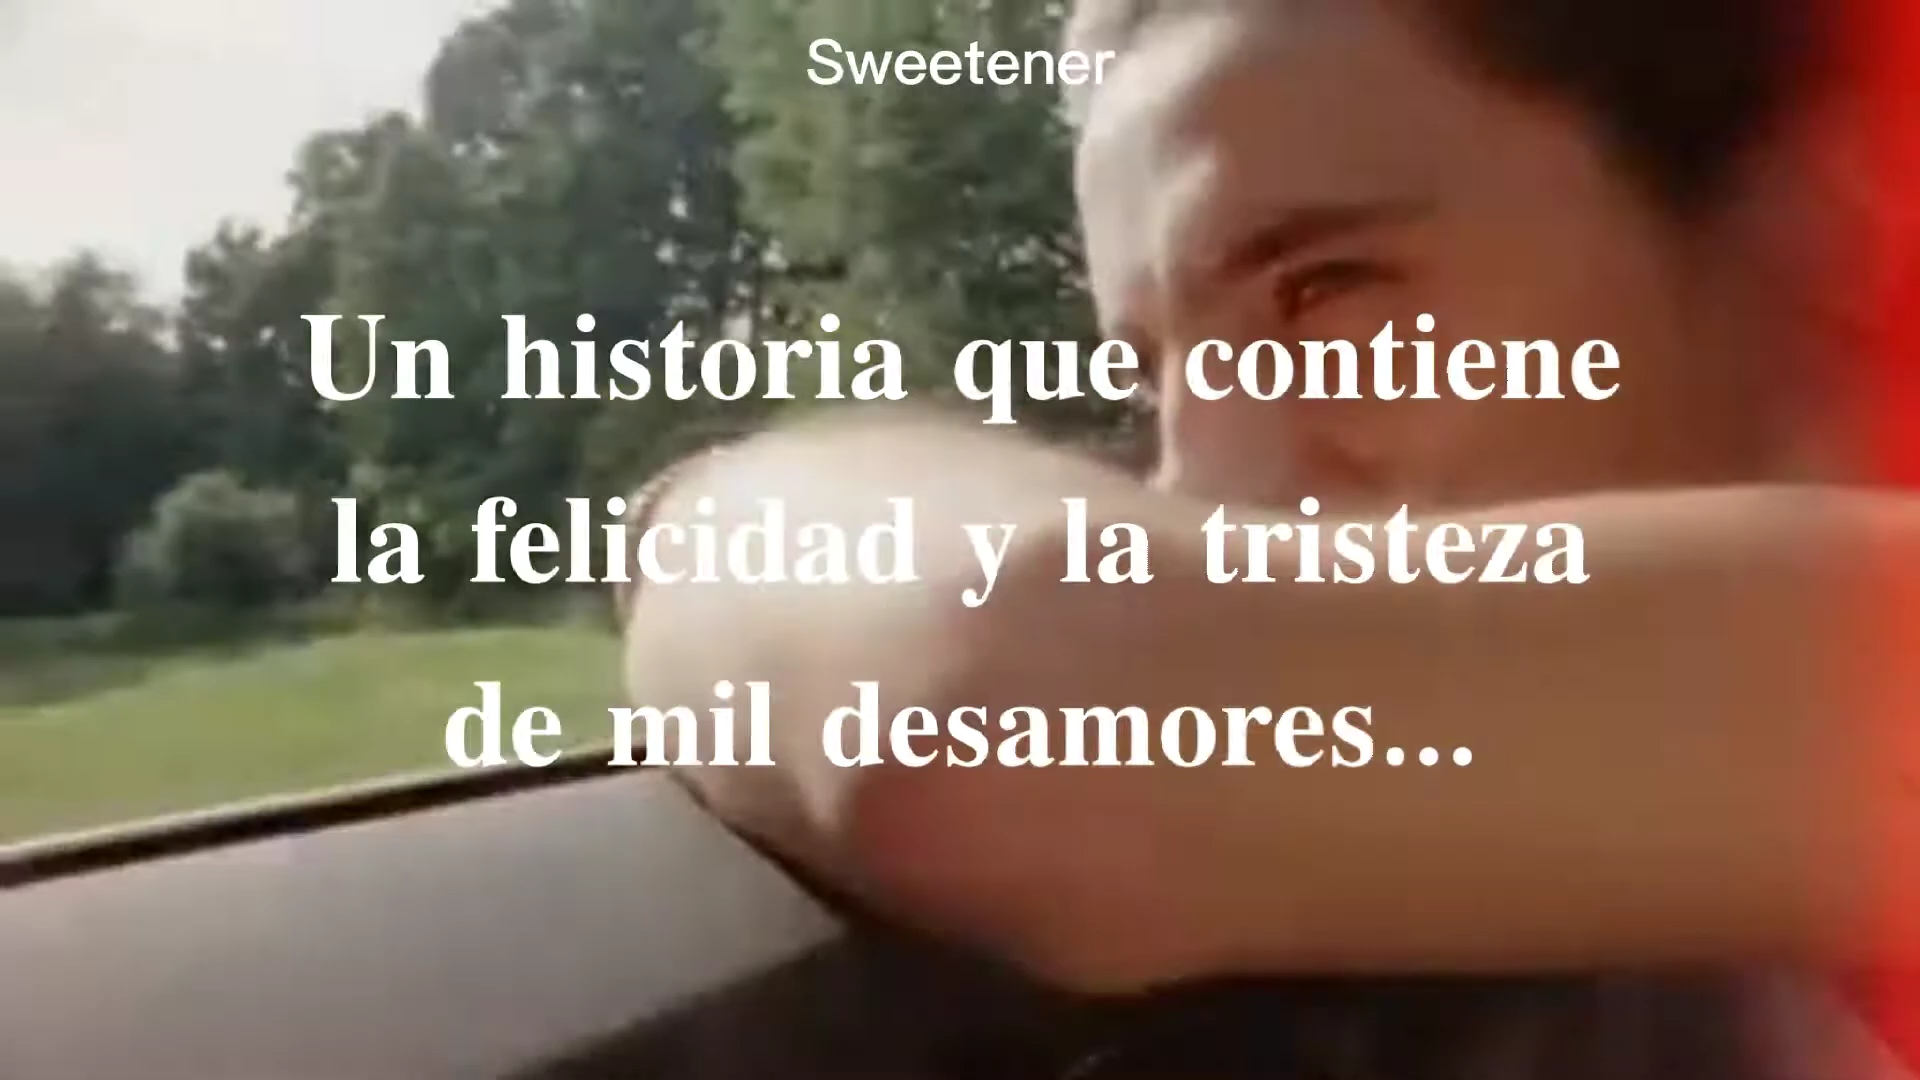 Sweetener
Un historia que contiene
la felicidad y la tristeza
de mil desamores...